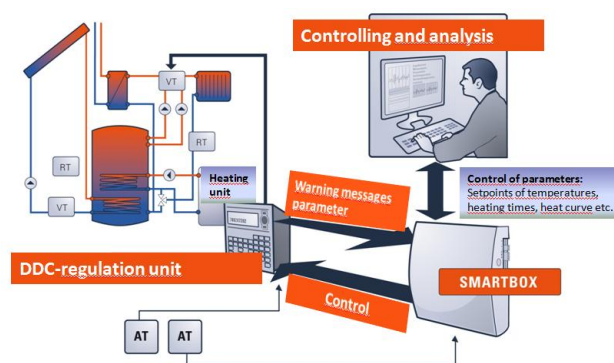 Controlling and analysis
VT
RT
RT
VT
Heating
unit
Warning messages
parameter
Control of parameters:
Setpoints of temperatures,
heating times, heat curve etc.
DDC-regulation unit
SMARTBOX
Control
AT
AT